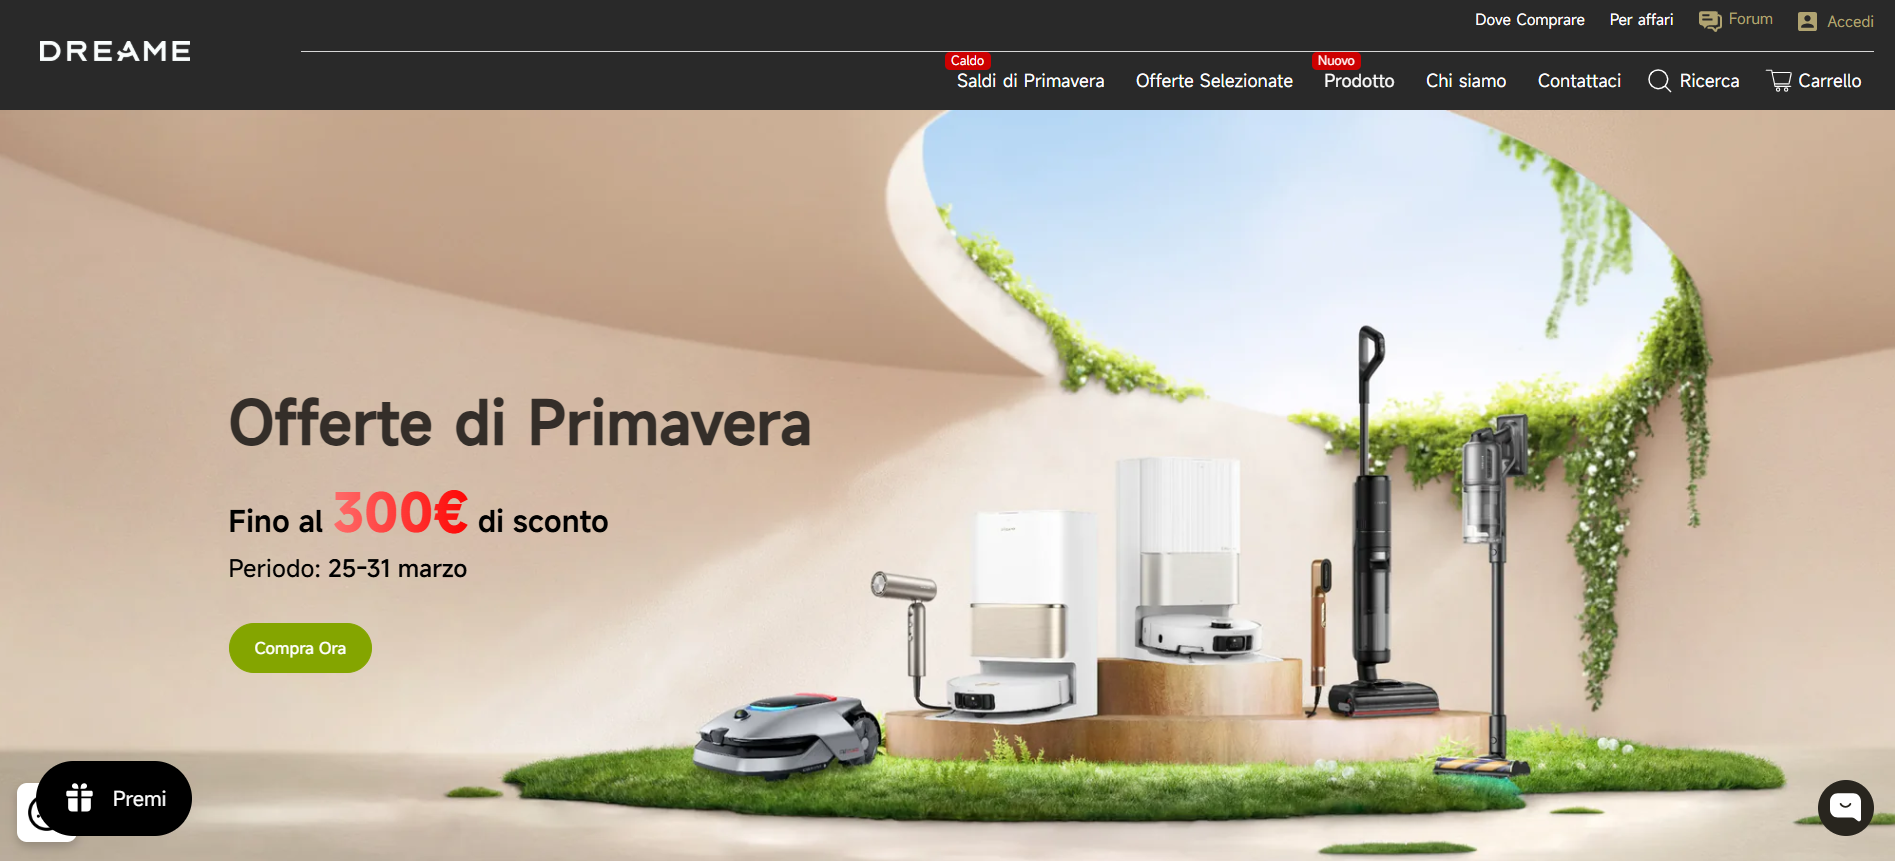 DREAME
Dove Comprare
Per affari
Forum
Accedi
Caldo
Saldi di Primavera
Offerte Selezionate
Nuovo
Prodotto
Chi siamo
Contattaci
Ricerca
Carrello
Offerte di Primavera
Fino al 300€ di sconto
Periodo: 25-31 marzo
Compra Ora
Premi